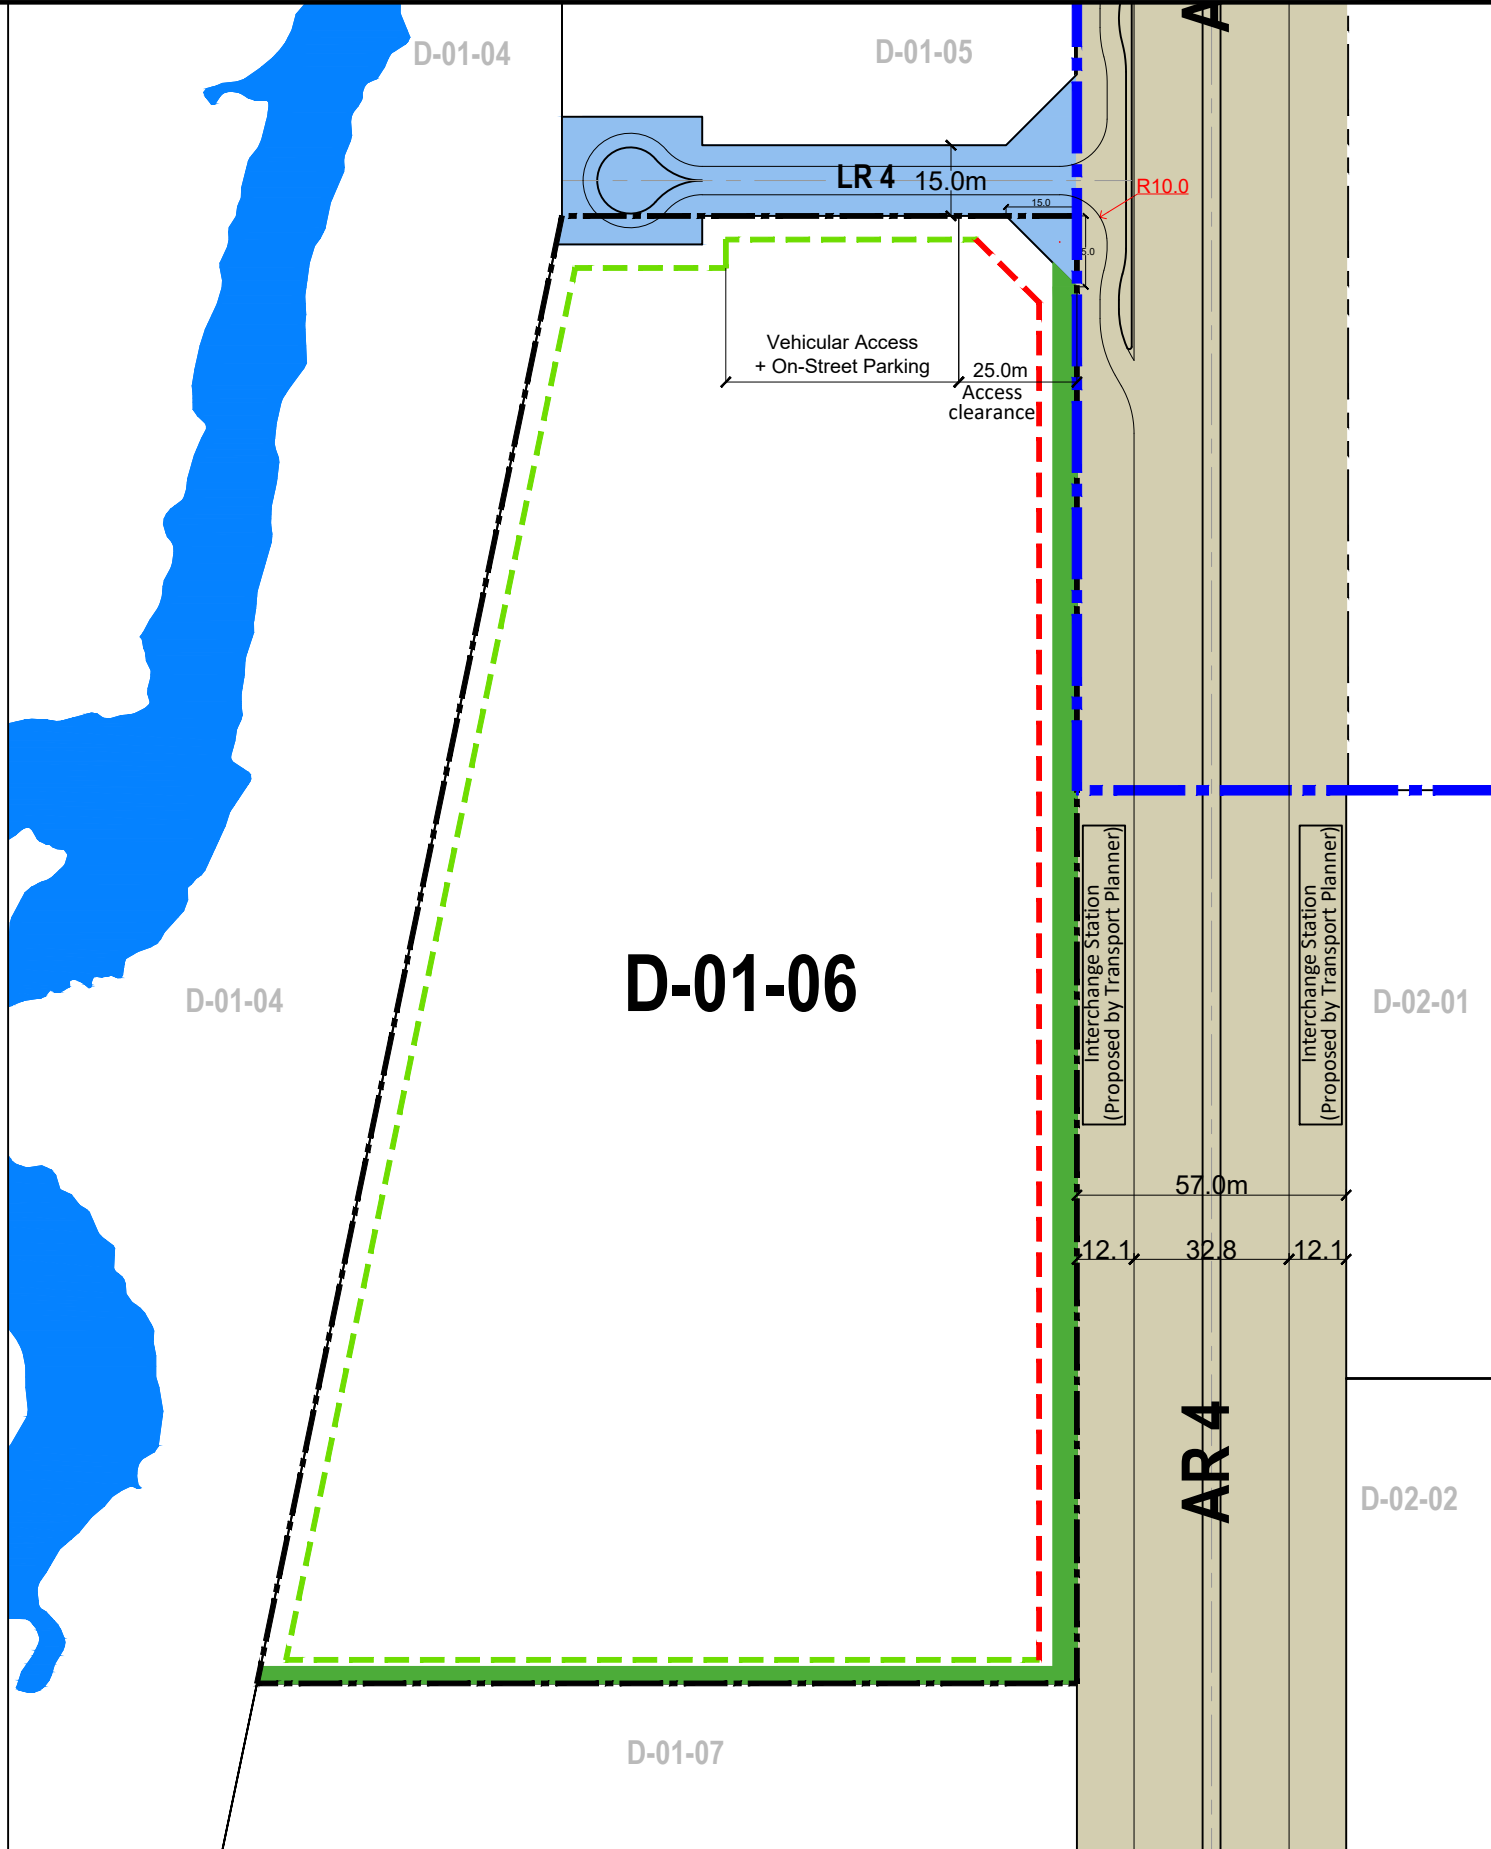 A
D-01-04
D-01-05
LR 4
15.0m
R10.0
15.0
5.0
Vehicular Access
+ On-Street Parking
25.0m
Access
clearance
D-01-06
D-01-04
Interchange Station
(Proposed by Transport Planner)
Interchange Station
(Proposed by Transport Planner)
D-02-01
57.0m
12.1
32.8
12.1
AR 4
D-02-02
D-01-07